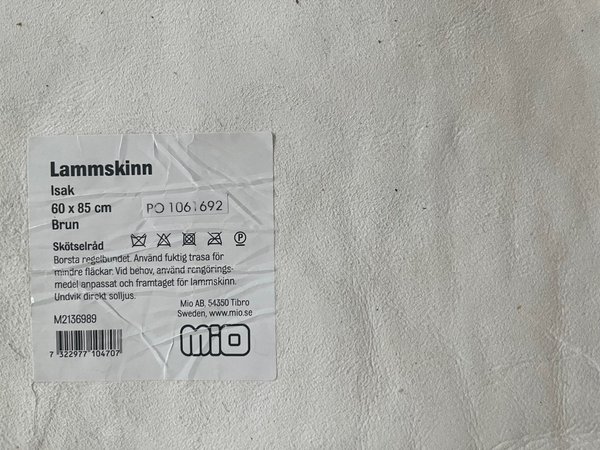 Lammskinn
Isak
60 x 85 cm
PO 1061692
Brun
Skötselråd
P
Borsta regelbundet. Använd fuktig trasa för
mindre fläckar. Vid behov, använd rengörings-
medel anpassat och framtaget för lammskinn.
Undvik direkt solljus.
Mio AB, 54350 Tibro
Sweden, www.mio.se
M2136989
mio
7 322977 104707